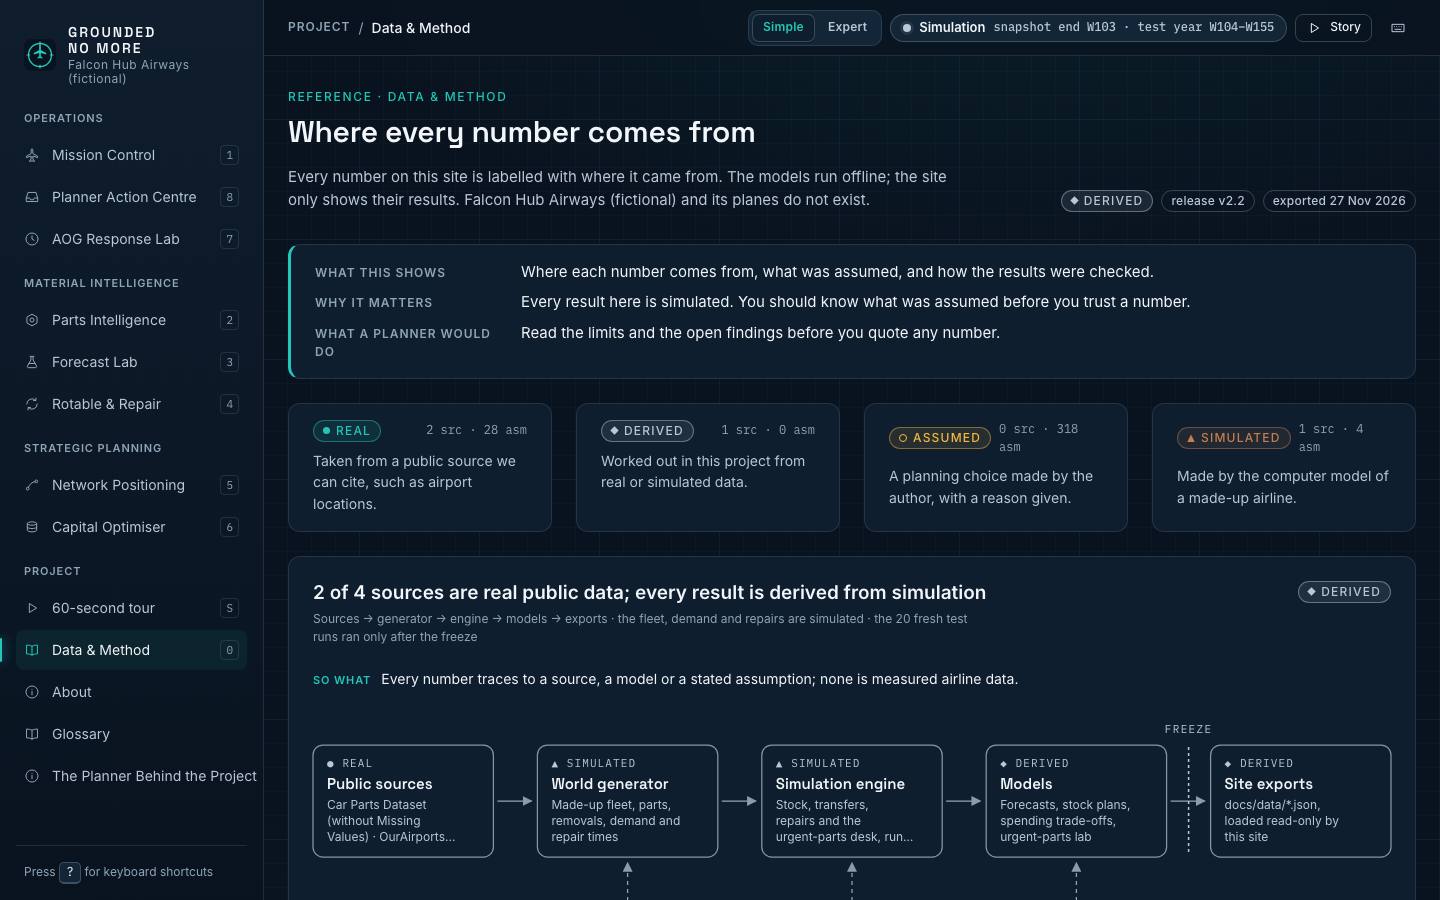 GROUNDED
NO MORE
Falcon Hub Airways
(fictional)
OPERATIONS
Mission Control 1
Planner Action Centre 8
AOG Response Lab 7
MATERIAL INTELLIGENCE
Parts Intelligence 2
Forecast Lab 3
Rotable & Repair 4
STRATEGIC PLANNING
Network Positioning 5
Capital Optimiser 6
PROJECT
60-second tour S
Data & Method 0
About
Glossary
The Planner Behind the Project
Press ? for keyboard shortcuts
PROJECT / Data & Method
Simple Expert
Simulation snapshot end W103 · test year W104–W155
Story
REFERENCE · DATA & METHOD
Where every number comes from
Every number on this site is labelled with where it came from. The models run offline; the site
only shows their results. Falcon Hub Airways (fictional) and its planes do not exist.
◆ DERIVED release v2.2 exported 27 Nov 2026
WHAT THIS SHOWS Where each number comes from, what was assumed, and how the results were checked.
WHY IT MATTERS Every result here is simulated. You should know what was assumed before you trust a number.
WHAT A PLANNER WOULD
DO
Read the limits and the open findings before you quote any number.
● REAL 2 src · 28 asm
Taken from a public source we
can cite, such as airport
locations.
◆ DERIVED 1 src · 0 asm
Worked out in this project from
real or simulated data.
○ ASSUMED 0 src · 318
asm
A planning choice made by the
author, with a reason given.
▲ SIMULATED 1 src · 4
asm
Made by the computer model of
a made-up airline.
2 of 4 sources are real public data; every result is derived from simulation
◆ DERIVED
Sources → generator → engine → models → exports · the fleet, demand and repairs are simulated · the 20 fresh test
runs ran only after the freeze
SO WHAT Every number traces to a source, a model or a stated assumption; none is measured airline data.
FREEZE
● REAL
Public sources
Car Parts Dataset
(without Missing
Values) · OurAirports...
▲ SIMULATED
World generator
Made-up fleet, parts,
removals, demand and
repair times
▲ SIMULATED
Simulation engine
Stock, transfers,
repairs and the
urgent-parts desk, run...
◆ DERIVED
Models
Forecasts, stock plans,
spending trade-offs,
urgent-parts lab
◆ DERIVED
Site exports
docs/data/*.json,
loaded read-only by
this site